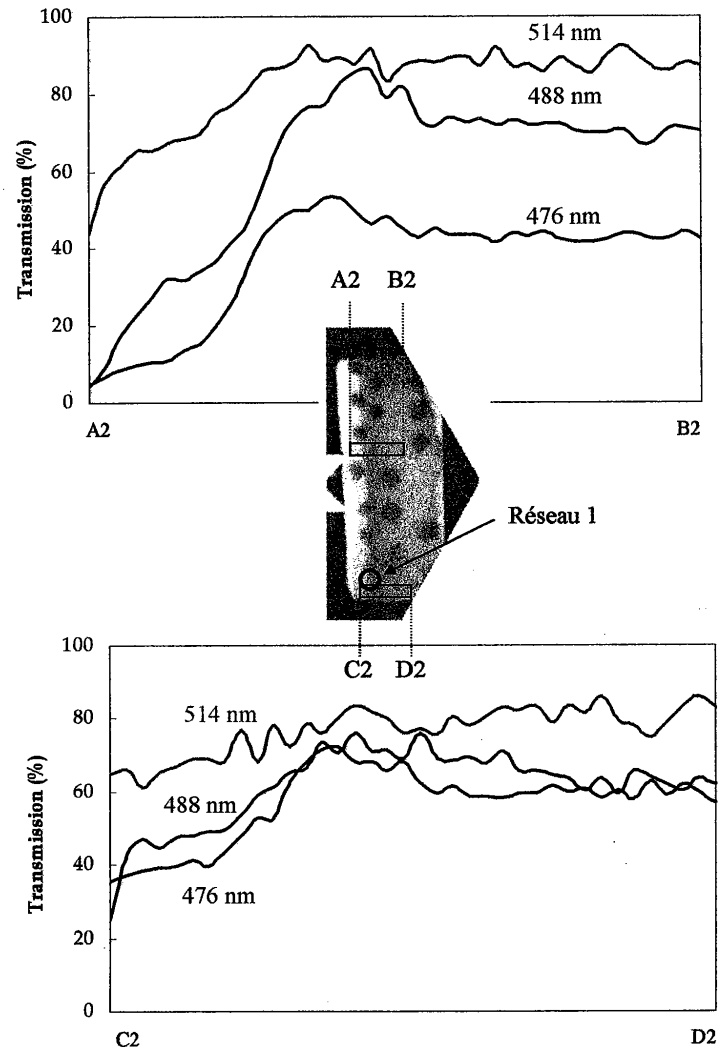 100
514 nm
80
488 nm
60
476 nm
40
20
0
Transmission (%)
A2
B2
A2 B2
Réseau 1
C2 D2
100
80
514 nm
60
488 nm
40
476 nm
20
0
Transmission (%)
C2
D2